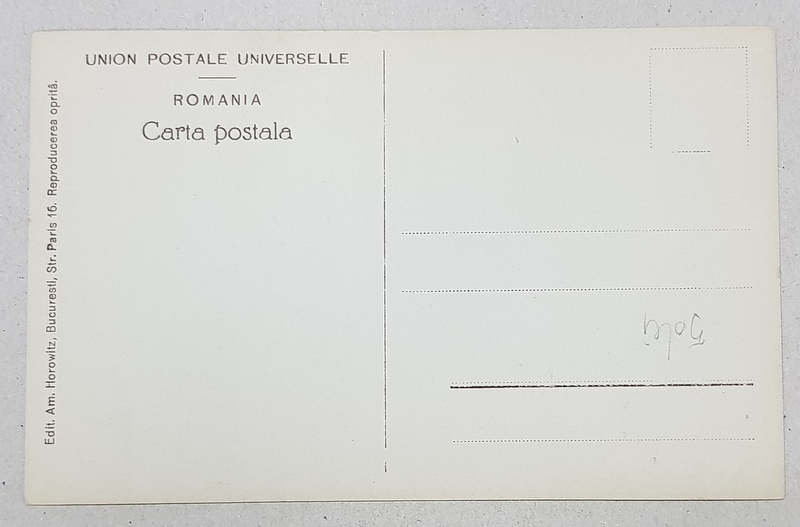 UNION POSTALE UNIVERSELLE
ROMANIA
Carta postala
Edit. Am. Horowitz, Bucuresti, Str. Paris 16. Reproducerea oprită.